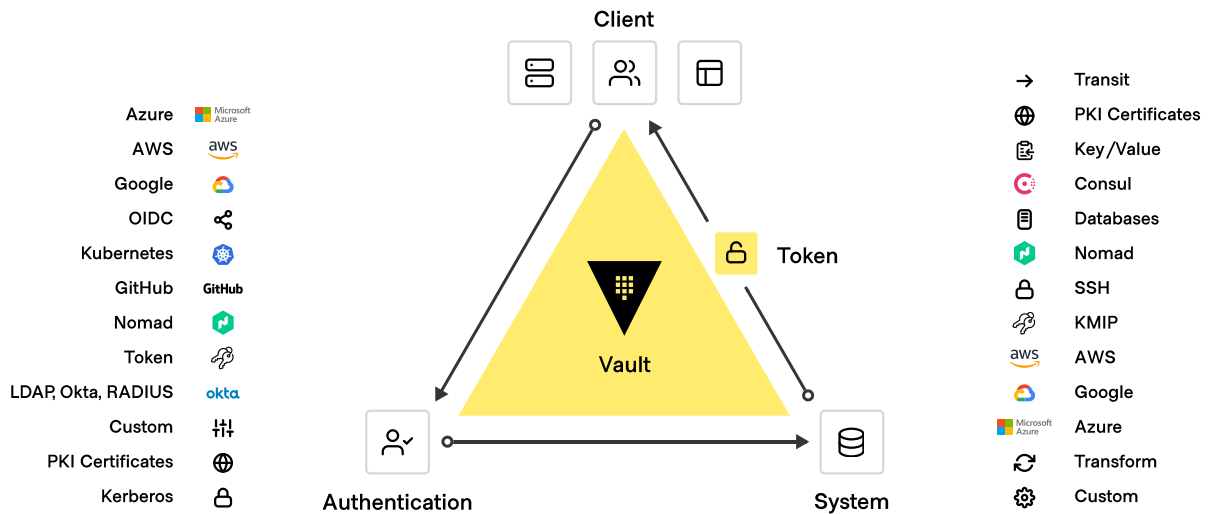 Client
Azure Microsoft Azure
AWS aws
Google
OIDC
Kubernetes
GitHub GitHub
Nomad
Token
LDAP, Okta, RADIUS okta
Custom
PKI Certificates
Kerberos
Token
Vault
Authentication
System
Transit
PKI Certificates
Key/Value
Consul
Databases
Nomad
SSH
KMIP
aws AWS
Google
Microsoft Azure Azure
Transform
Custom